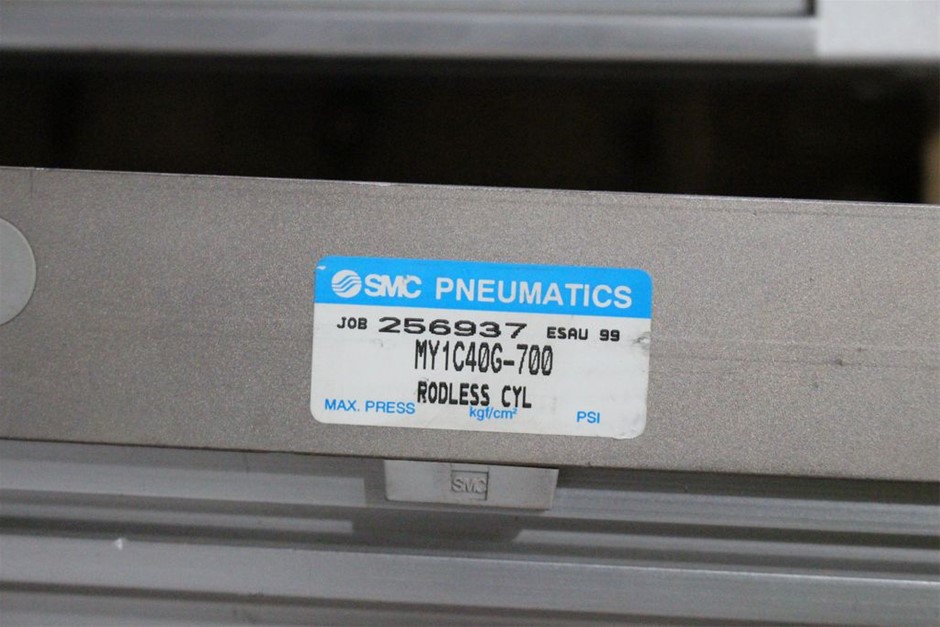 SMC PNEUMATICS
JOB 256937 ESAU 99
MY1C40G-700
RODLESS CYL
MAX. PRESS kgf/cm² PSI
SMC